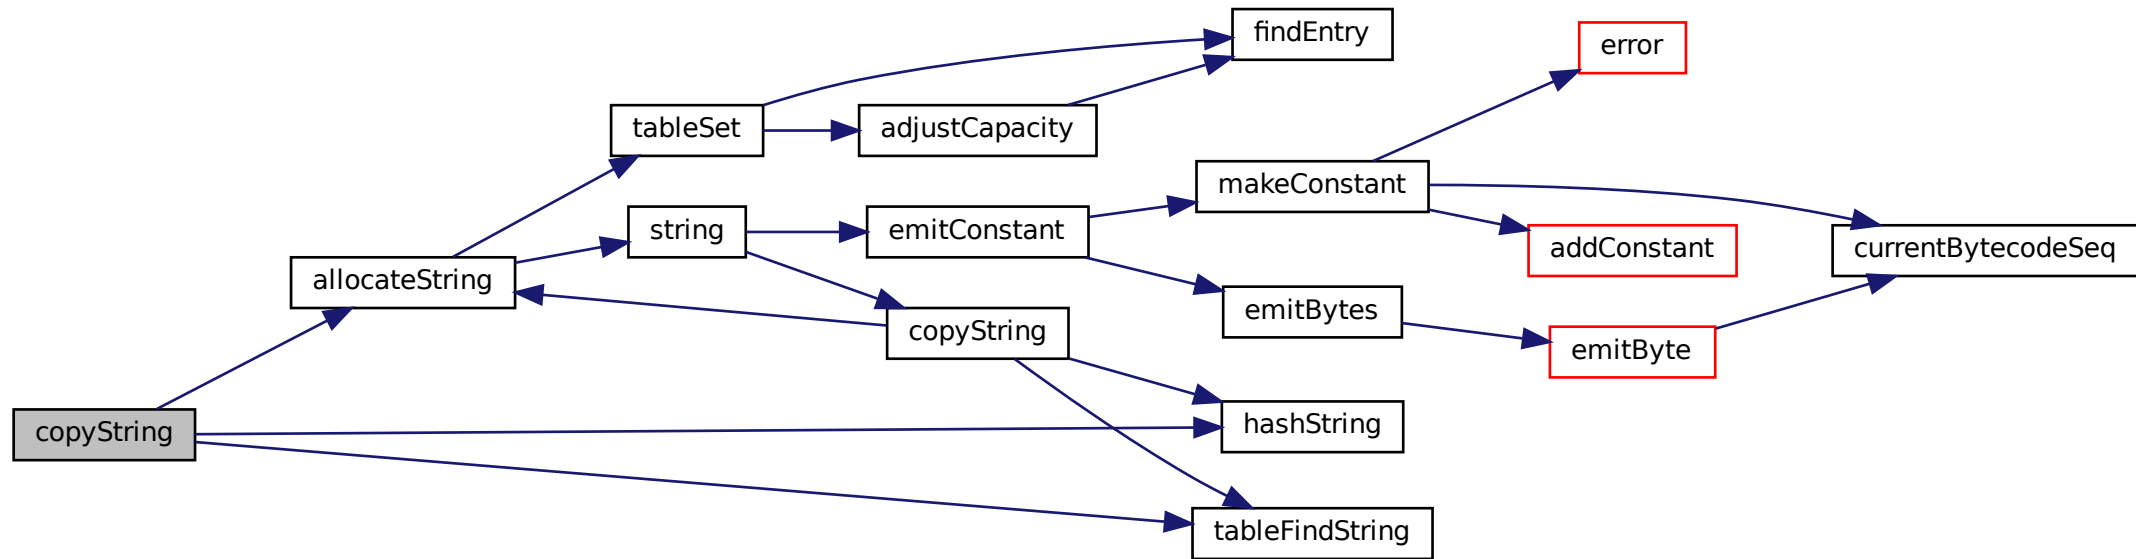 findEntry
error
tableSet
adjustCapacity
makeConstant
string
emitConstant
addConstant
currentBytecodeSeq
allocateString
emitBytes
copyString
emitByte
copyString
hashString
tableFindString